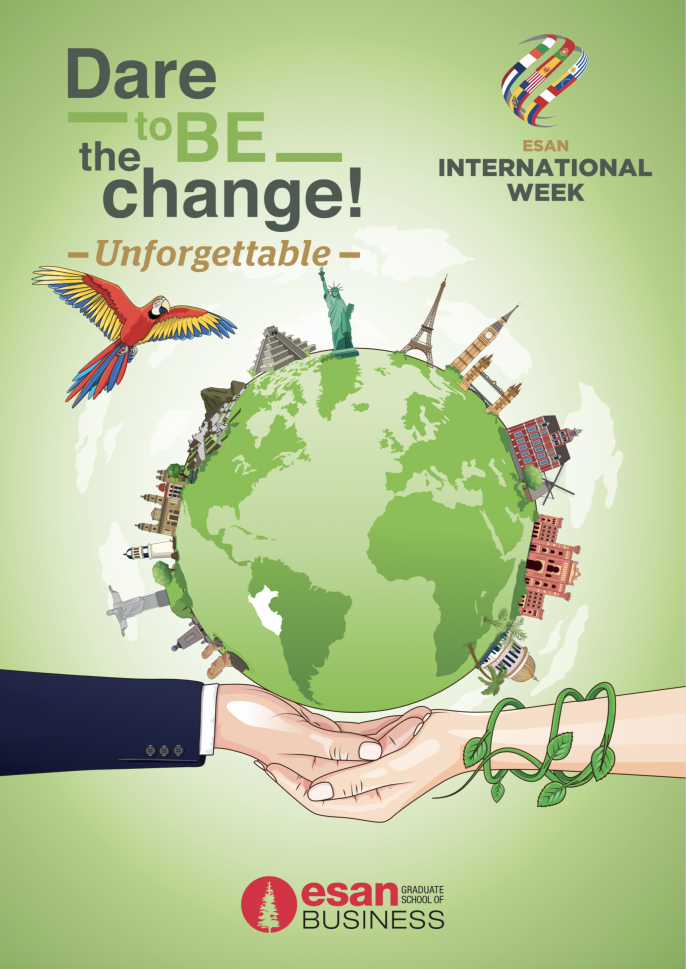 Dare
to BE
the
change!
Unforgettable
ESAN
INTERNATIONAL
WEEK
esan GRADUATE
SCHOOL OF
BUSINESS